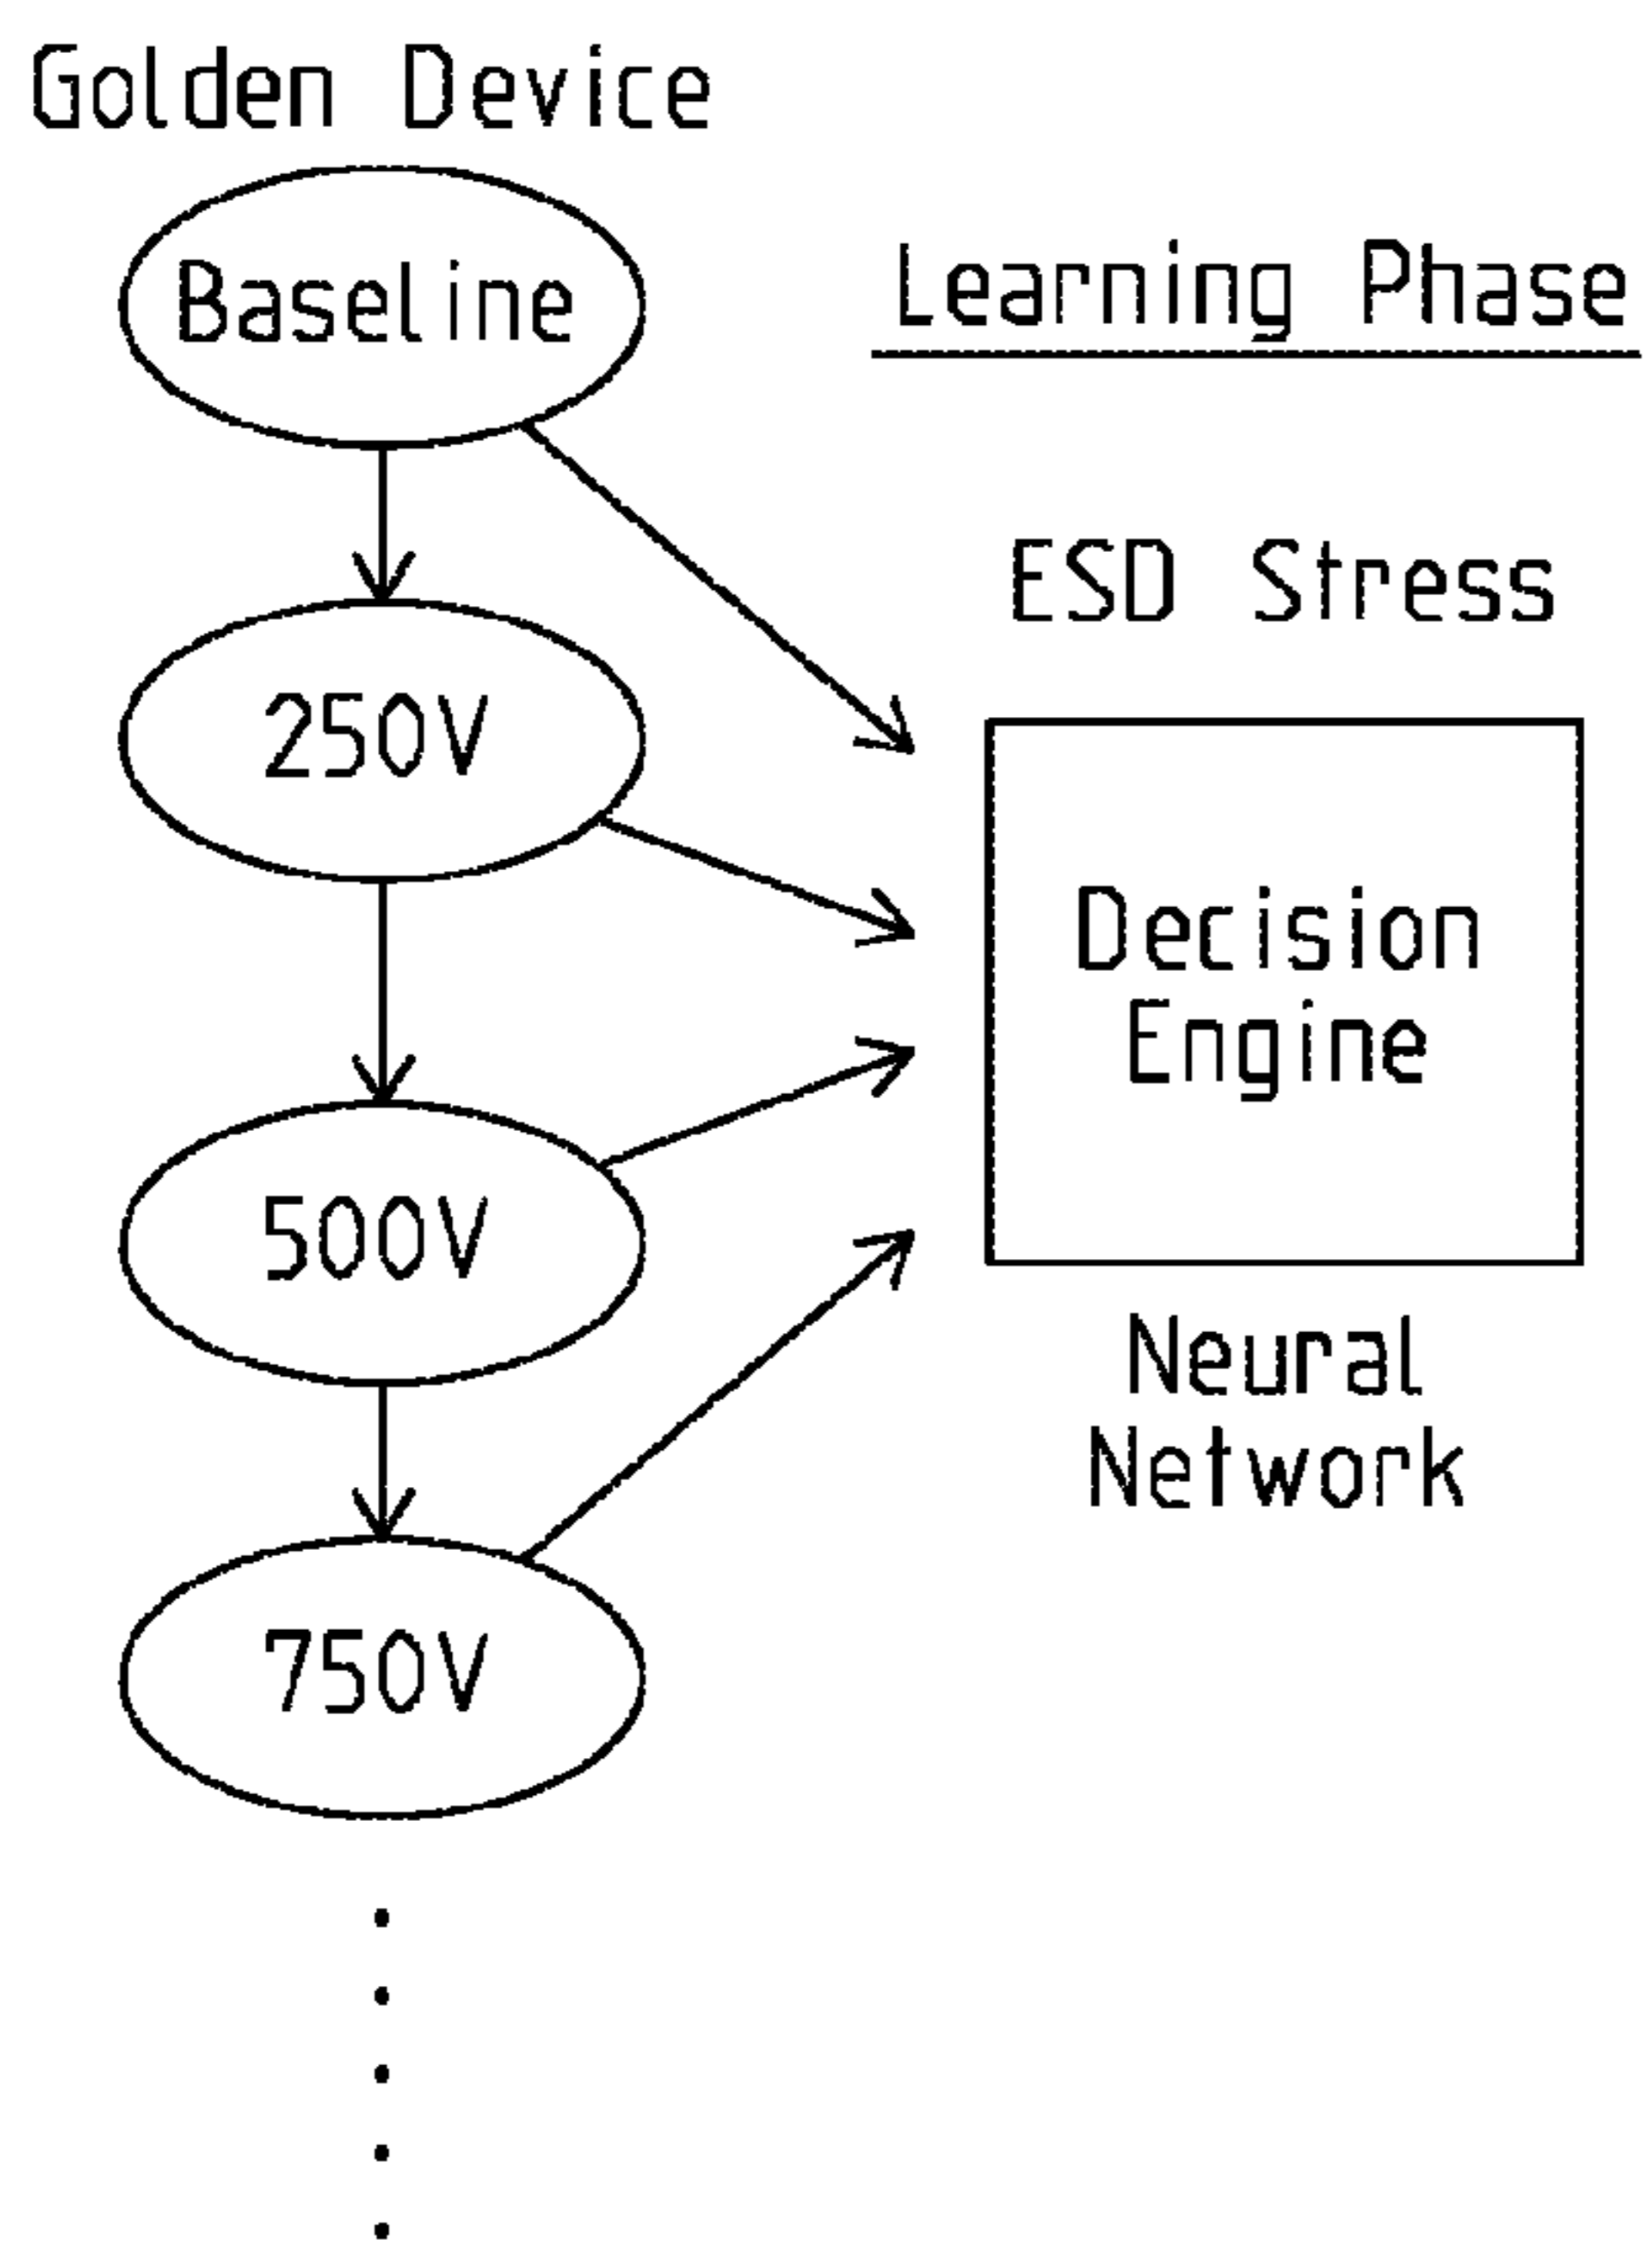 Golden Device
Baseline
Learning Phase
ESD Stress
250V
Decision
Engine
500V
Neural
Network
750V